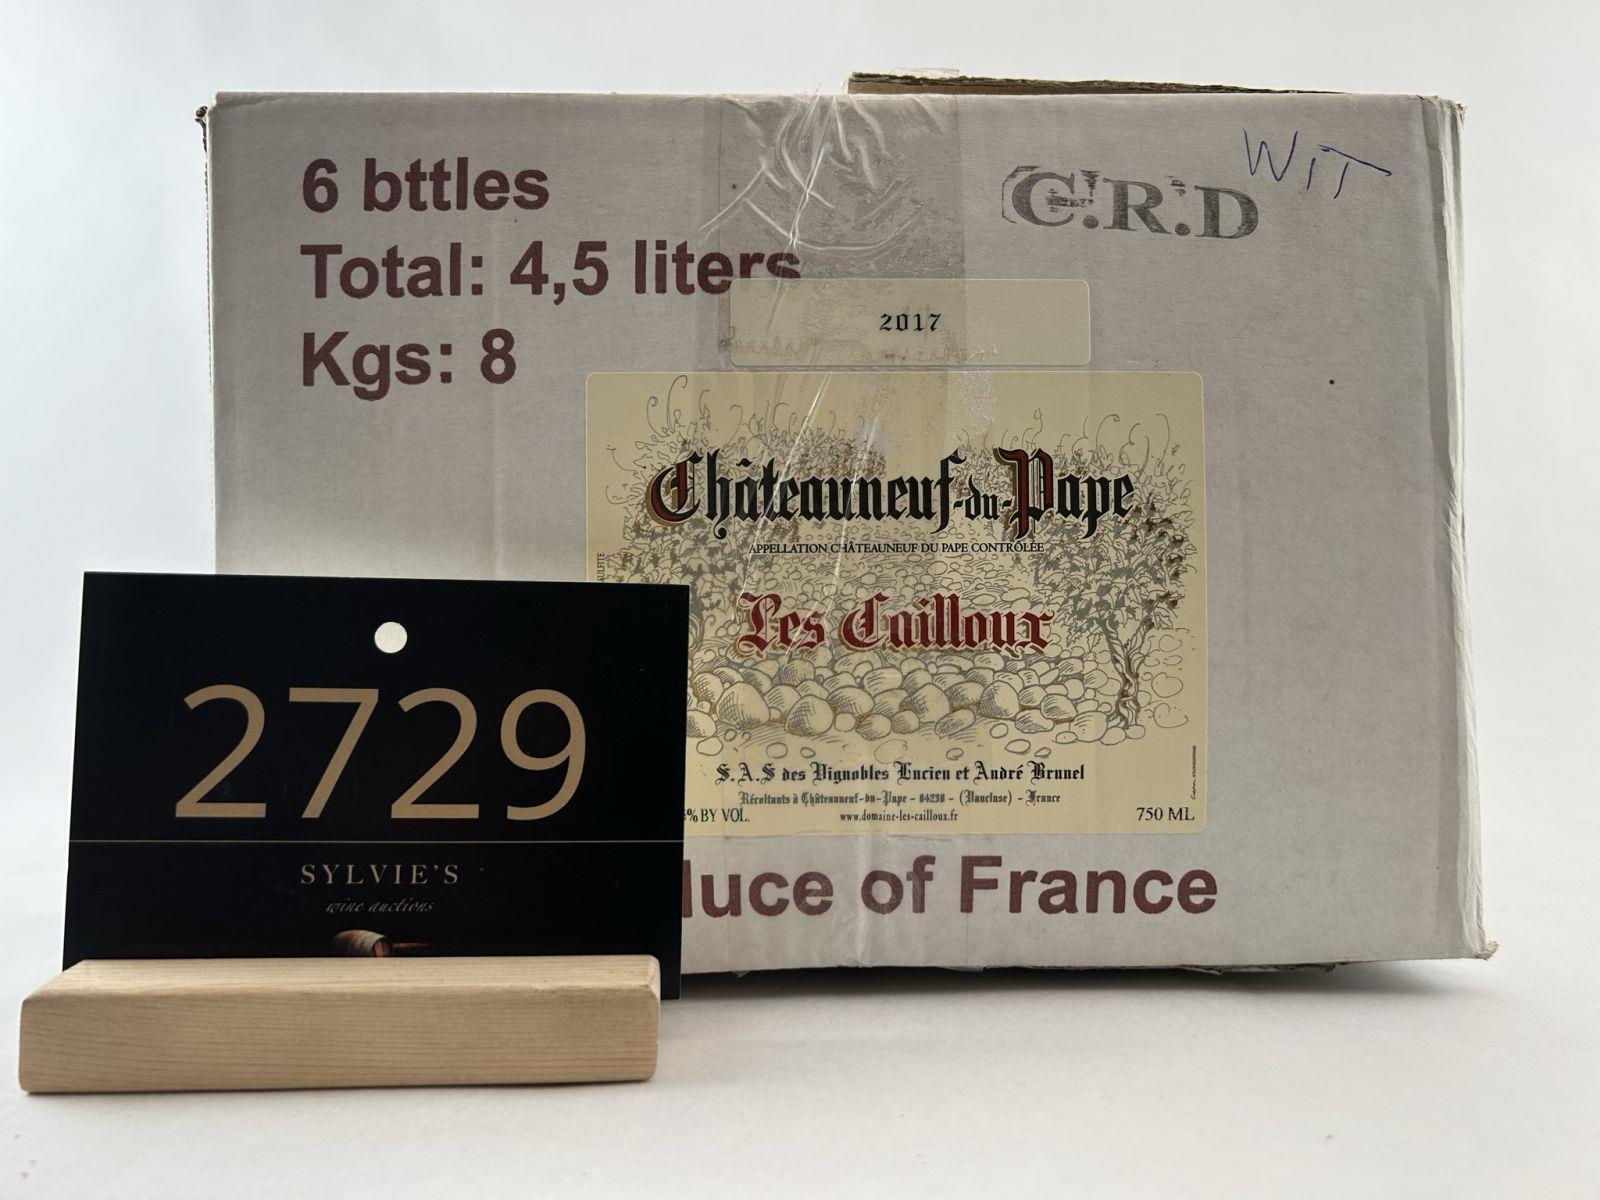 6 bttles
Total: 4,5 liters
Kgs: 8
C.R.D
WIT
2017
Châteauneuf-du-Pape
APPELLATION CHÂTEAUNEUF DU PAPE CONTRÔLÉE
Les Cailloux
S.A.S des Vignobles Lucien et André Brunel
Récoltants à Châteauneuf-du-Pape - 84230 - (Vaucluse) - France
% BY VOL.
www.domaine-les-cailloux.fr
750 ML
luce of France
2729
SYLVIE'S
wine auctions